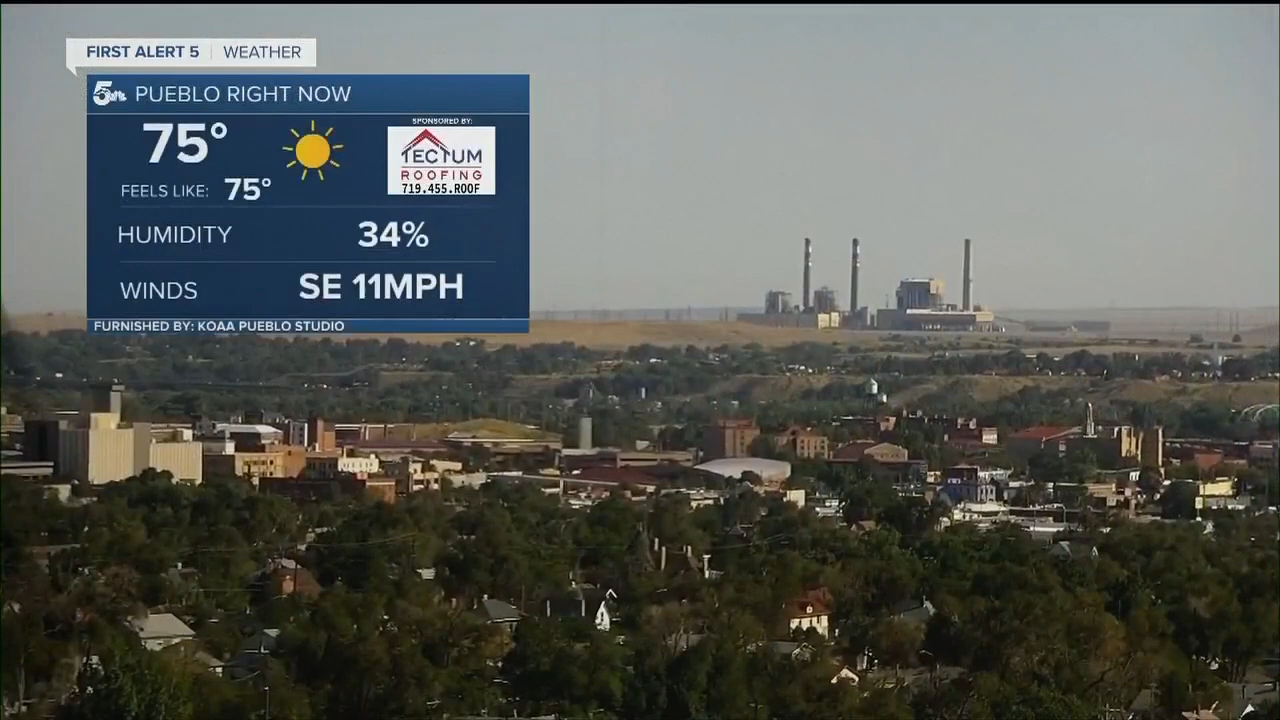 FIRST ALERT 5 | WEATHER
5 PUEBLO RIGHT NOW
75°
SPONSORED BY:
TECTUM
ROOFING
719.455.ROOF
FEELS LIKE: 75°
HUMIDITY 34%
WINDS SE 11MPH
FURNISHED BY: KOAA PUEBLO STUDIO